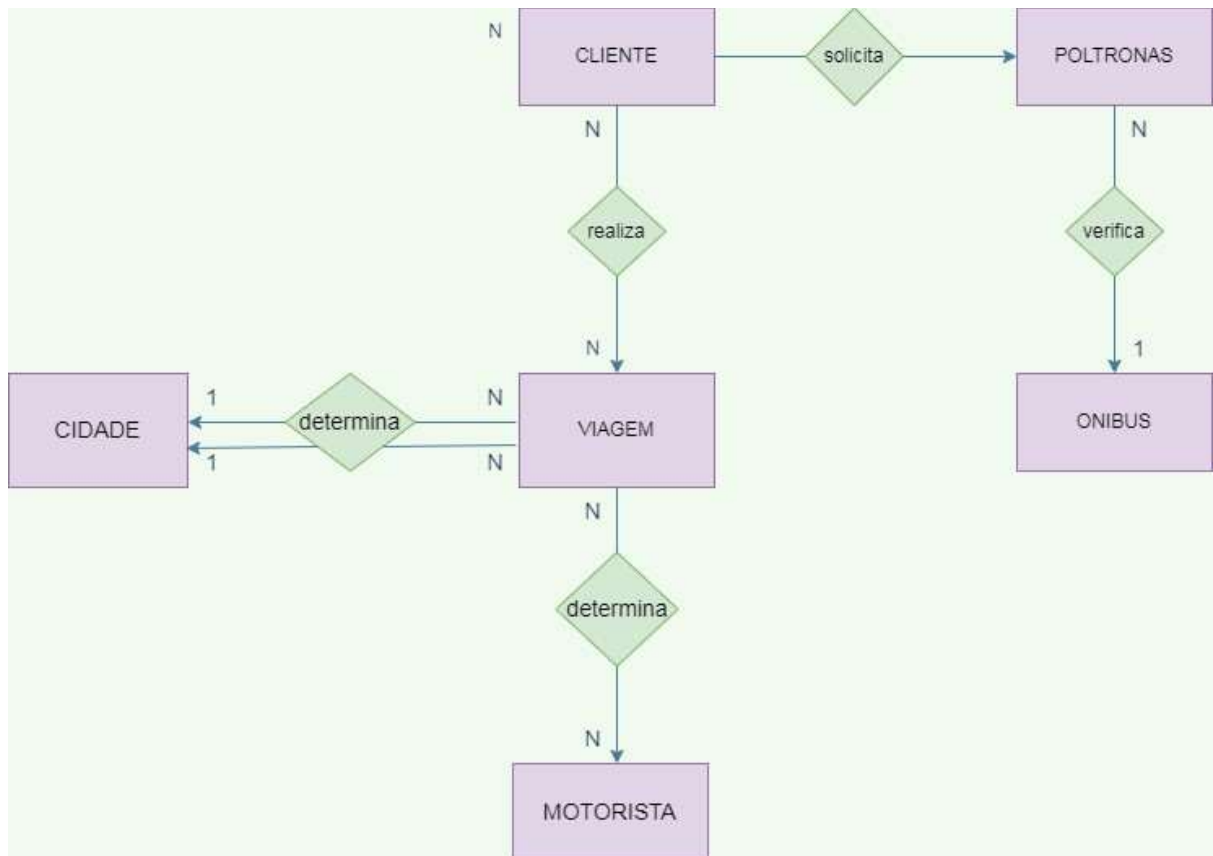 N
CLIENTE
solicita
POLTRONAS
N
N
realiza
verifica
N
1
CIDADE
1
determina
N
VIAGEM
ONIBUS
1
N
N
determina
N
MOTORISTA